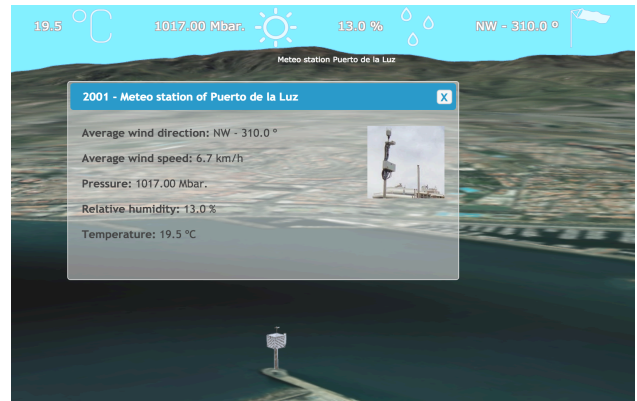 19.5 °C 1017.00 Mbar. 13.0 % NW - 310.0 º
Meteo station Puerto de la Luz
2001 - Meteo station of Puerto de la Luz X
Average wind direction: NW - 310.0 º
Average wind speed: 6.7 km/h
Pressure: 1017.00 Mbar.
Relative humidity: 13.0 %
Temperature: 19.5 ºC